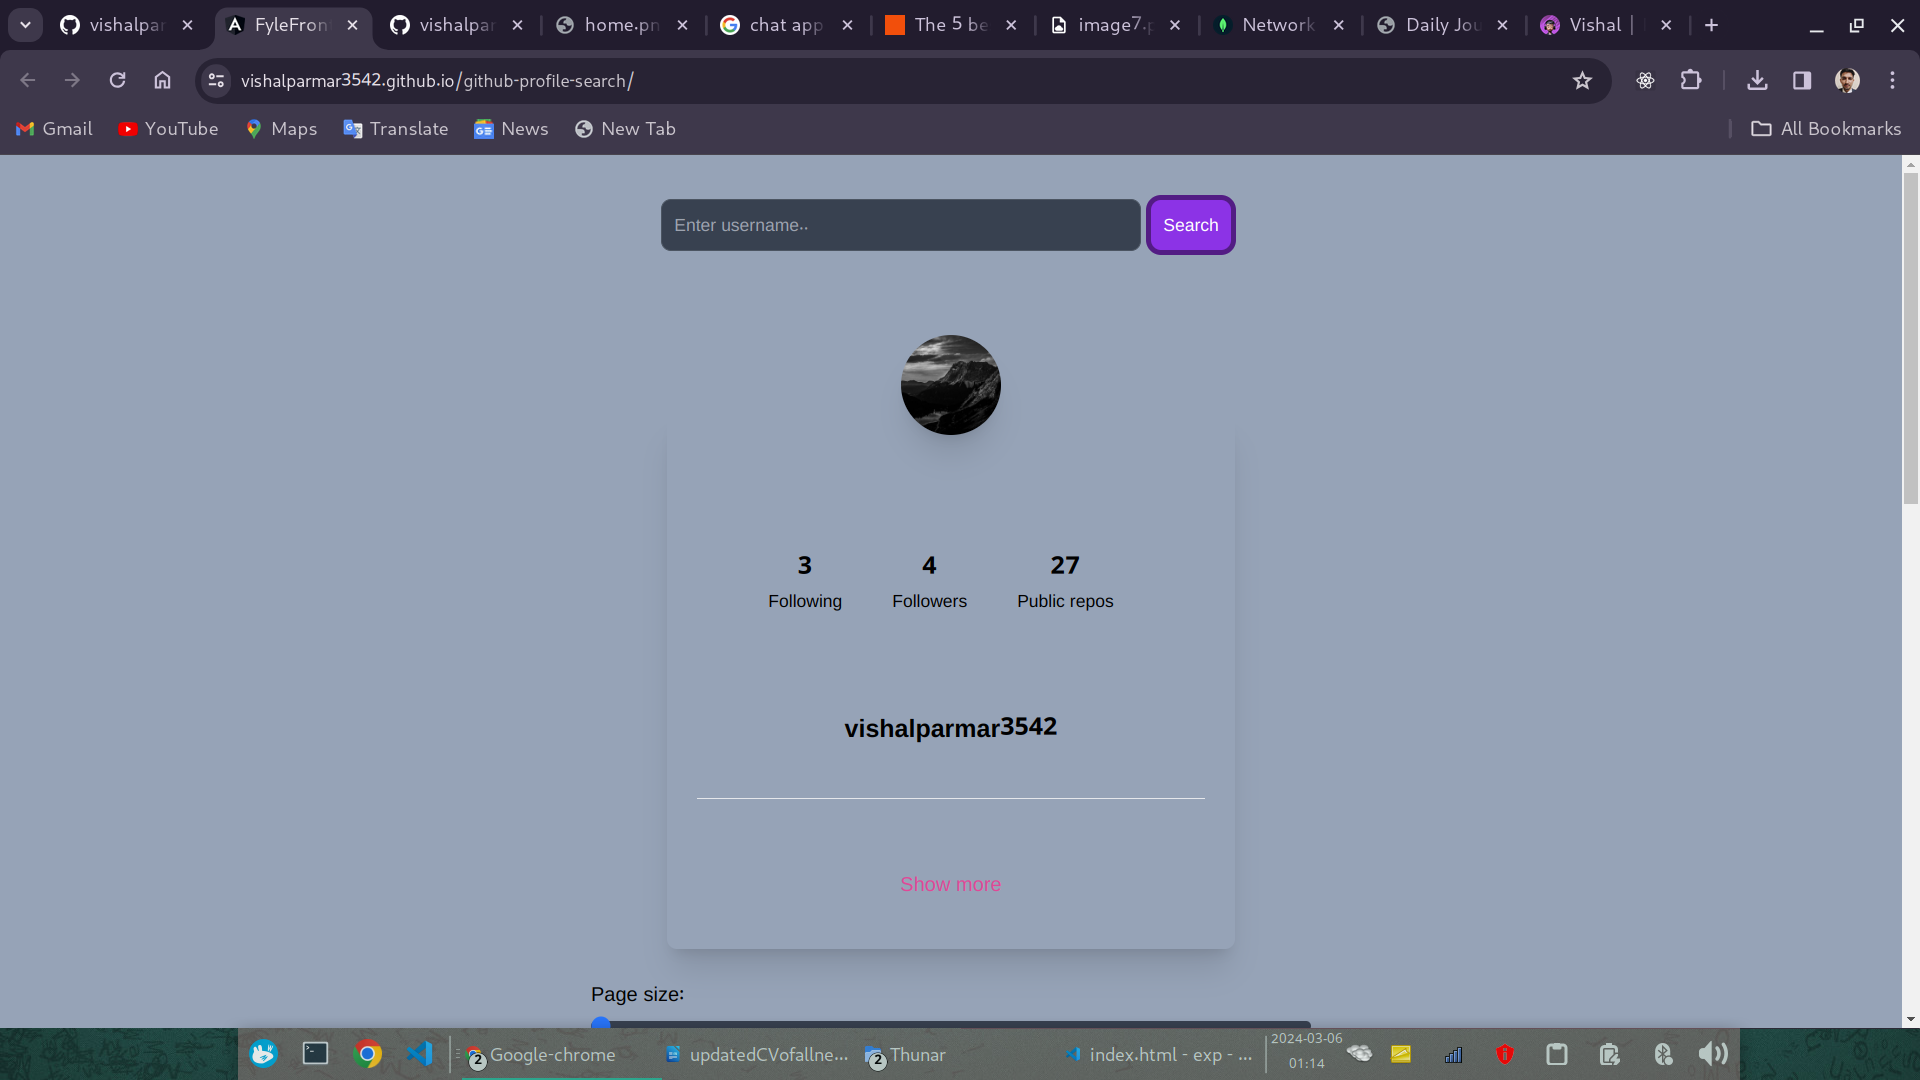 vishalpar
FyleFron
vishalpar
home.pn
chat app
The 5 be
image7.p
Network
Daily Jou
Vishal |
vishalparmar3542.github.io/github-profile-search/
Gmail
YouTube
Maps
Translate
News
New Tab
All Bookmarks
Enter username..
Search
3
4
27
Following
Followers
Public repos
vishalparmar3542
Show more
Page size:
2
Google-chrome
updatedCVofallne...
2
Thunar
index.html - exp - ...
2024-03-06
01:14